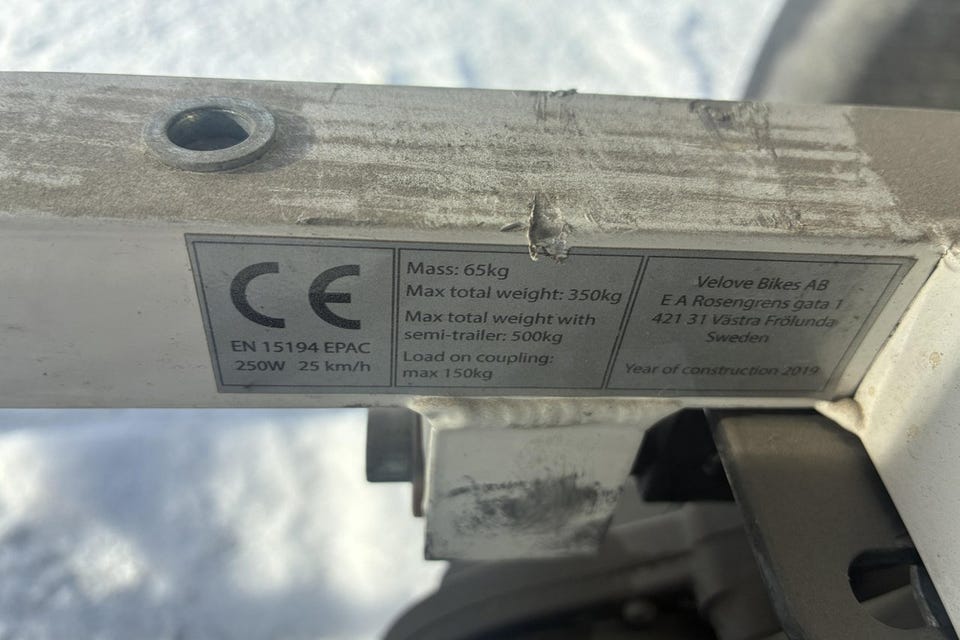 CE
EN 15194 EPAC
250W 25 km/h
Mass: 65kg
Max total weight: 350kg
Max total weight with
semi-trailer: 500kg
Load on coupling:
max 150kg
Velove Bikes AB
E A Rosengrens gata 1
421 31 Västra Frölunda
Sweden
Year of construction 2019